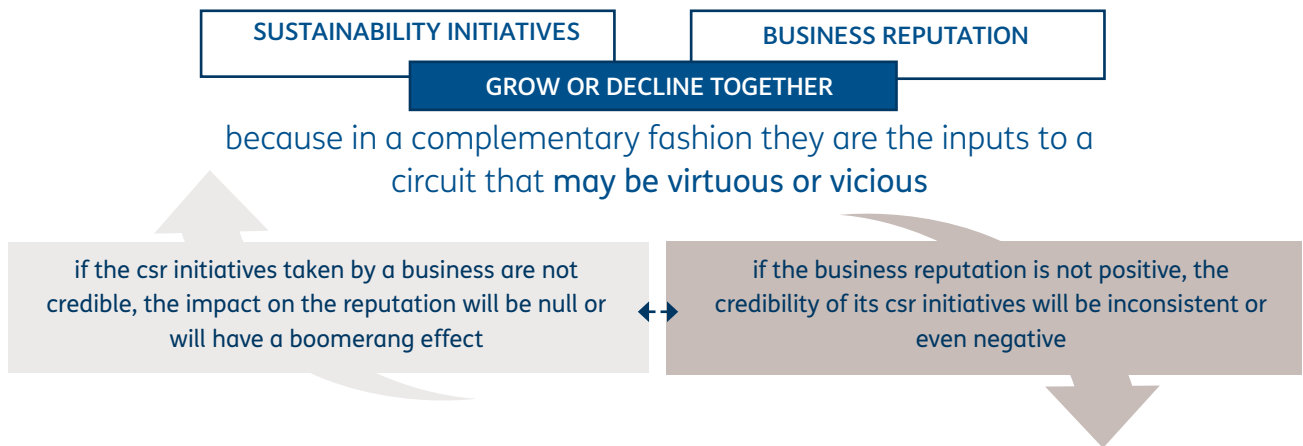 SUSTAINABILITY INITIATIVES
BUSINESS REPUTATION
GROW OR DECLINE TOGETHER
because in a complementary fashion they are the inputs to a
circuit that may be virtuous or vicious
if the csr initiatives taken by a business are not
credible, the impact on the reputation will be null or
will have a boomerang effect
if the business reputation is not positive, the
credibility of its csr initiatives will be inconsistent or
even negative